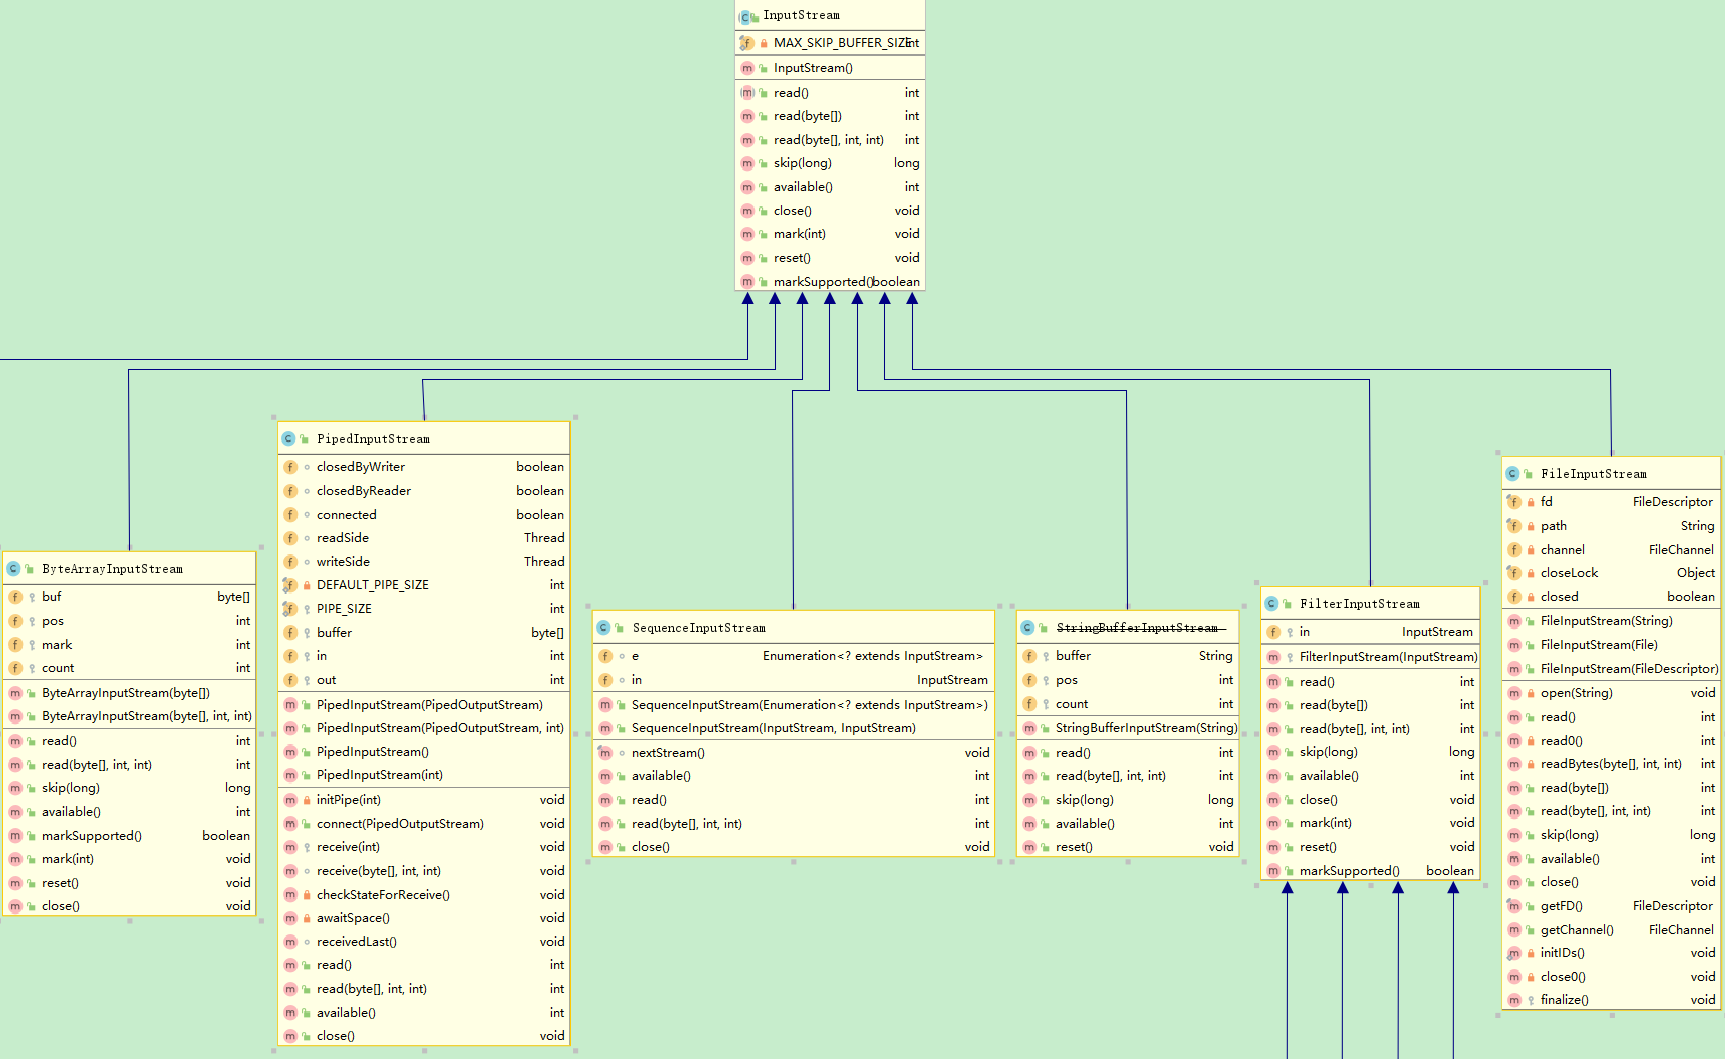 InputStream
MAX_SKIP_BUFFER_SIZE int
InputStream()
read() int
read(byte[]) int
read(byte[], int, int) int
skip(long) long
available() int
close() void
mark(int) void
reset() void
markSupported() boolean
ByteArrayInputStream
buf byte[]
pos int
mark int
count int
ByteArrayInputStream(byte[])
ByteArrayInputStream(byte[], int, int)
read() int
read(byte[], int, int) int
skip(long) long
available() int
markSupported() boolean
mark(int) void
reset() void
close() void
PipedInputStream
closedByWriter boolean
closedByReader boolean
connected boolean
readSide Thread
writeSide Thread
DEFAULT_PIPE_SIZE int
PIPE_SIZE int
buffer byte[]
in int
out int
PipedInputStream(PipedOutputStream)
PipedInputStream(PipedOutputStream, int)
PipedInputStream()
PipedInputStream(int)
initPipe(int) void
connect(PipedOutputStream) void
receive(int) void
receive(byte[], int, int) void
checkStateForReceive() void
awaitSpace() void
receivedLast() void
read() int
read(byte[], int, int) int
available() int
close() void
SequenceInputStream
e Enumeration<? extends InputStream>
in InputStream
SequenceInputStream(Enumeration<? extends InputStream>)
SequenceInputStream(InputStream, InputStream)
nextStream() void
available() int
read() int
read(byte[], int, int) int
close() void
StringBufferInputStream
buffer String
pos int
count int
StringBufferInputStream(String)
read() int
read(byte[], int, int) int
skip(long) long
available() int
reset() void
FilterInputStream
in InputStream
FilterInputStream(InputStream)
read() int
read(byte[]) int
read(byte[], int, int) int
skip(long) long
available() int
close() void
mark(int) void
reset() void
markSupported() boolean
FileInputStream
fd FileDescriptor
path String
channel FileChannel
closeLock Object
closed boolean
FileInputStream(String)
FileInputStream(File)
FileInputStream(FileDescriptor)
open(String) void
read() int
read0() int
readBytes(byte[], int, int) int
read(byte[]) int
read(byte[], int, int) int
skip(long) long
available() int
close() void
getFD() FileDescriptor
getChannel() FileChannel
initIDs() void
close0() void
finalize() void